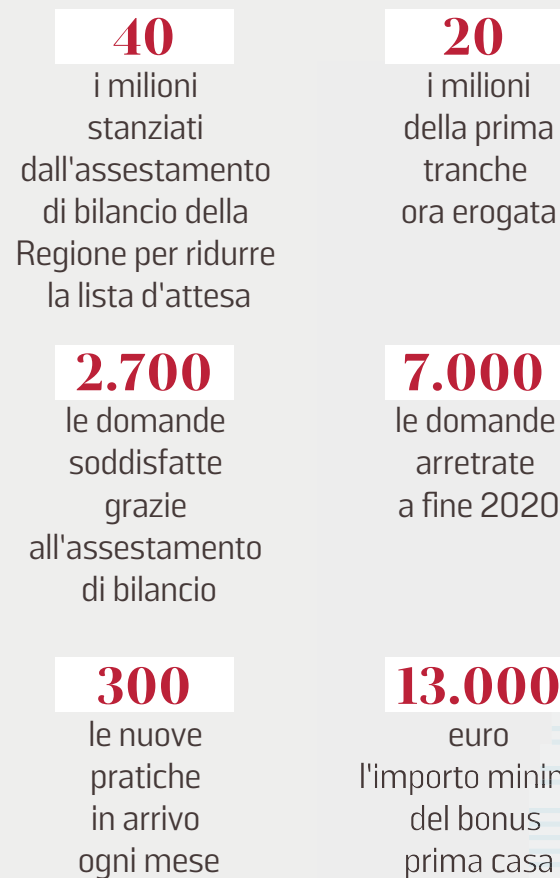 40
i milioni
stanziati
dall'assestamento
di bilancio della
Regione per ridurre
la lista d'attesa
20
i milioni
della prima
tranche
ora erogata
2.700
le domande
soddisfatte
grazie
all'assestamento
di bilancio
7.000
le domande
arretrate
a fine 2020
300
le nuove
pratiche
in arrivo
ogni mese
13.000
euro
l'importo
del bonus
prima casa